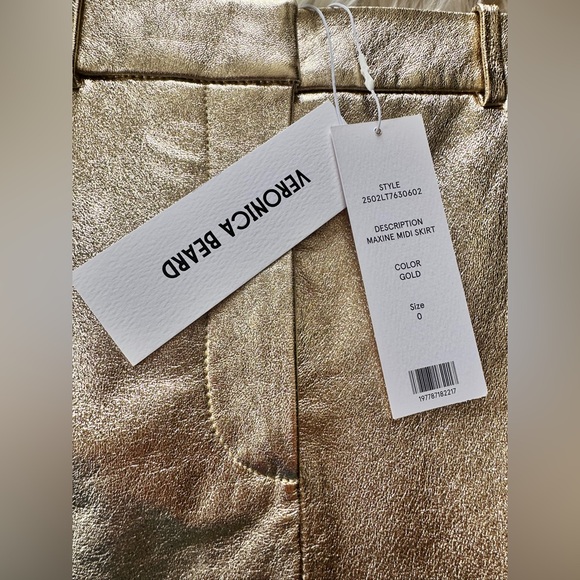 VERONICA BEARD
STYLE
2502LT7630602
DESCRIPTION
MAXINE MIDI SKIRT
COLOR
GOLD
Size
0
197787182217